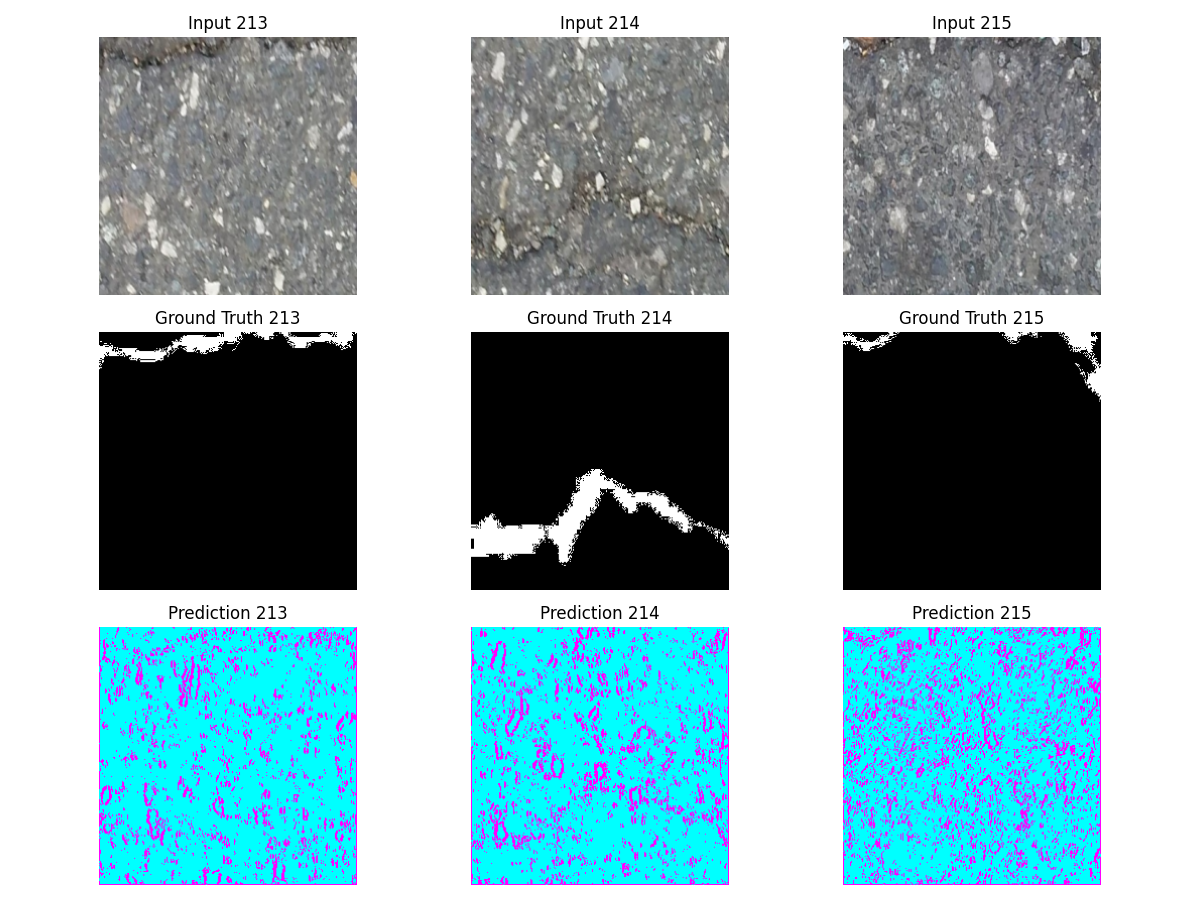 Input 213
Input 214
Input 215
Ground Truth 213
Ground Truth 214
Ground Truth 215
Prediction 213
Prediction 214
Prediction 215